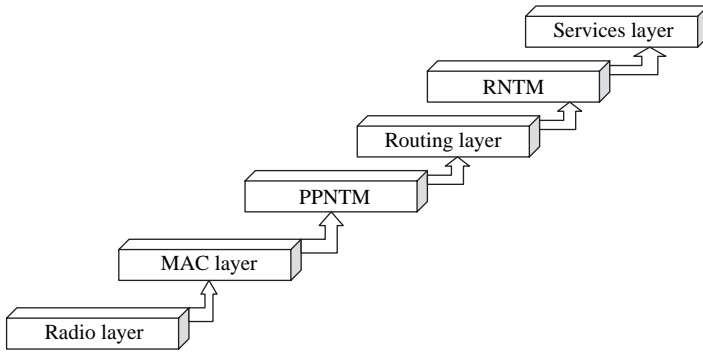 Services layer
RNTM
Routing layer
PPNTM
MAC layer
Radio layer